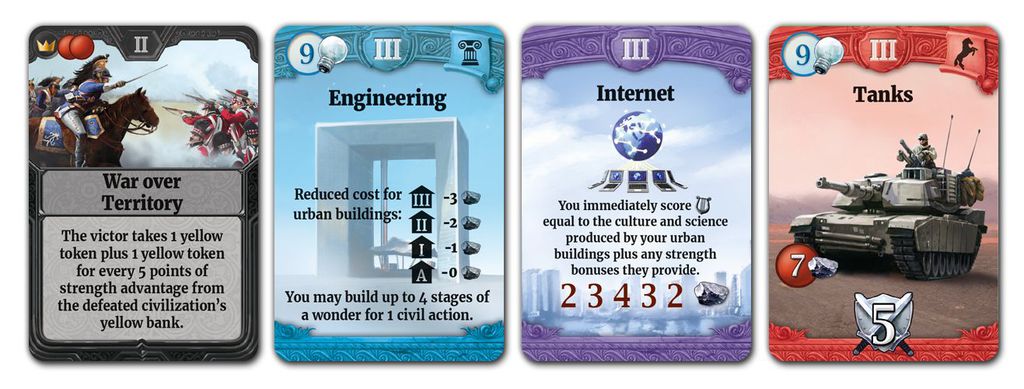 II
War over
Territory
The victor takes 1 yellow
token plus 1 yellow token
for every 5 points of
strength advantage from
the defeated civilization's
yellow bank.
9 III
Engineering
Reduced cost for
urban buildings:
III -3
II -2
I -1
A -0
You may build up to 4 stages of
a wonder for 1 civil action.
III
Internet
You immediately score
equal to the culture and science
produced by your urban
buildings plus any strength
bonuses they provide.
2 3 4 3 2
9 III
Tanks
7
5